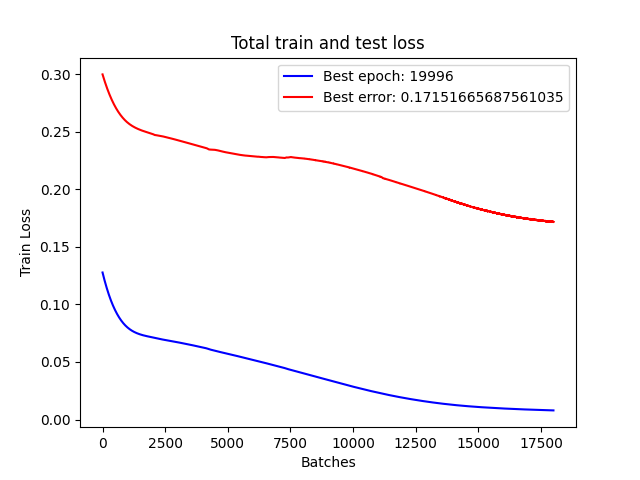 Total train and test loss
Best epoch: 19996
Best error: 0.17151665687561035
Train Loss
0.30
0.25
0.20
0.15
0.10
0.05
0.00
0 2500 5000 7500 10000 12500 15000 17500
Batches